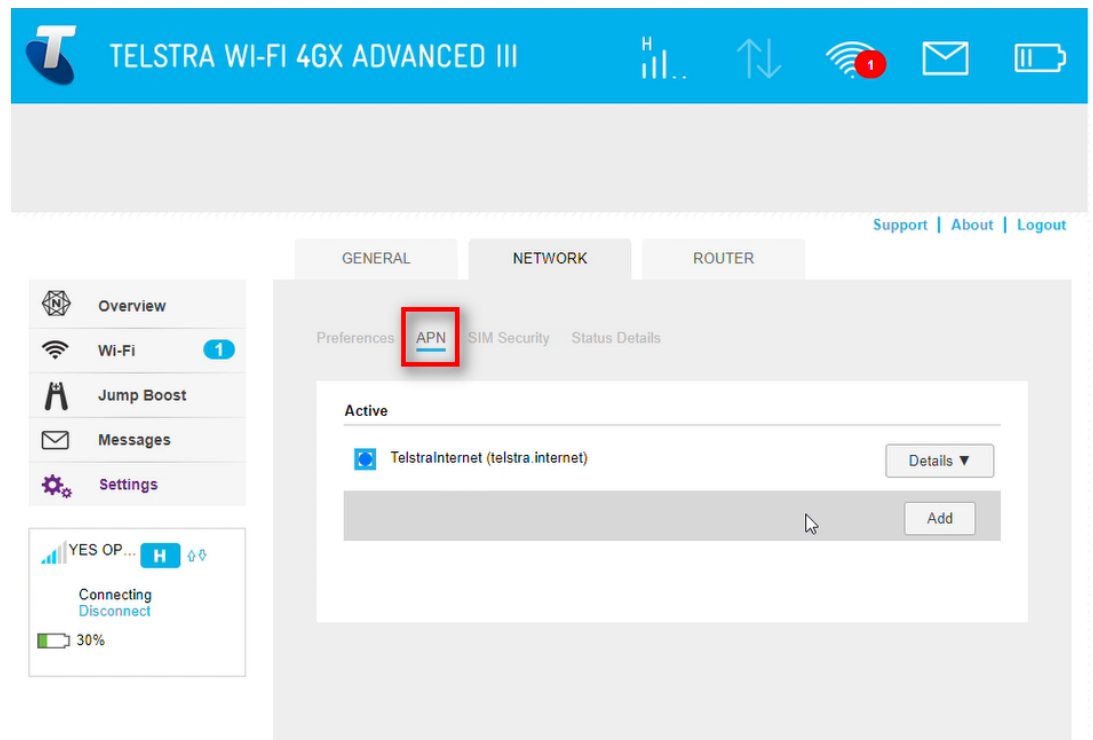 T TELSTRA WI-FI 4GX ADVANCED III H 1
Support | About | Logout
GENERAL NETWORK ROUTER
Overview
Wi-Fi 1
Jump Boost
Messages
Settings
Preferences APN SIM Security Status Details
Active
TelstraInternet (telstra.internet) Details ▼
Add
YES OP... H
Connecting
Disconnect
30%